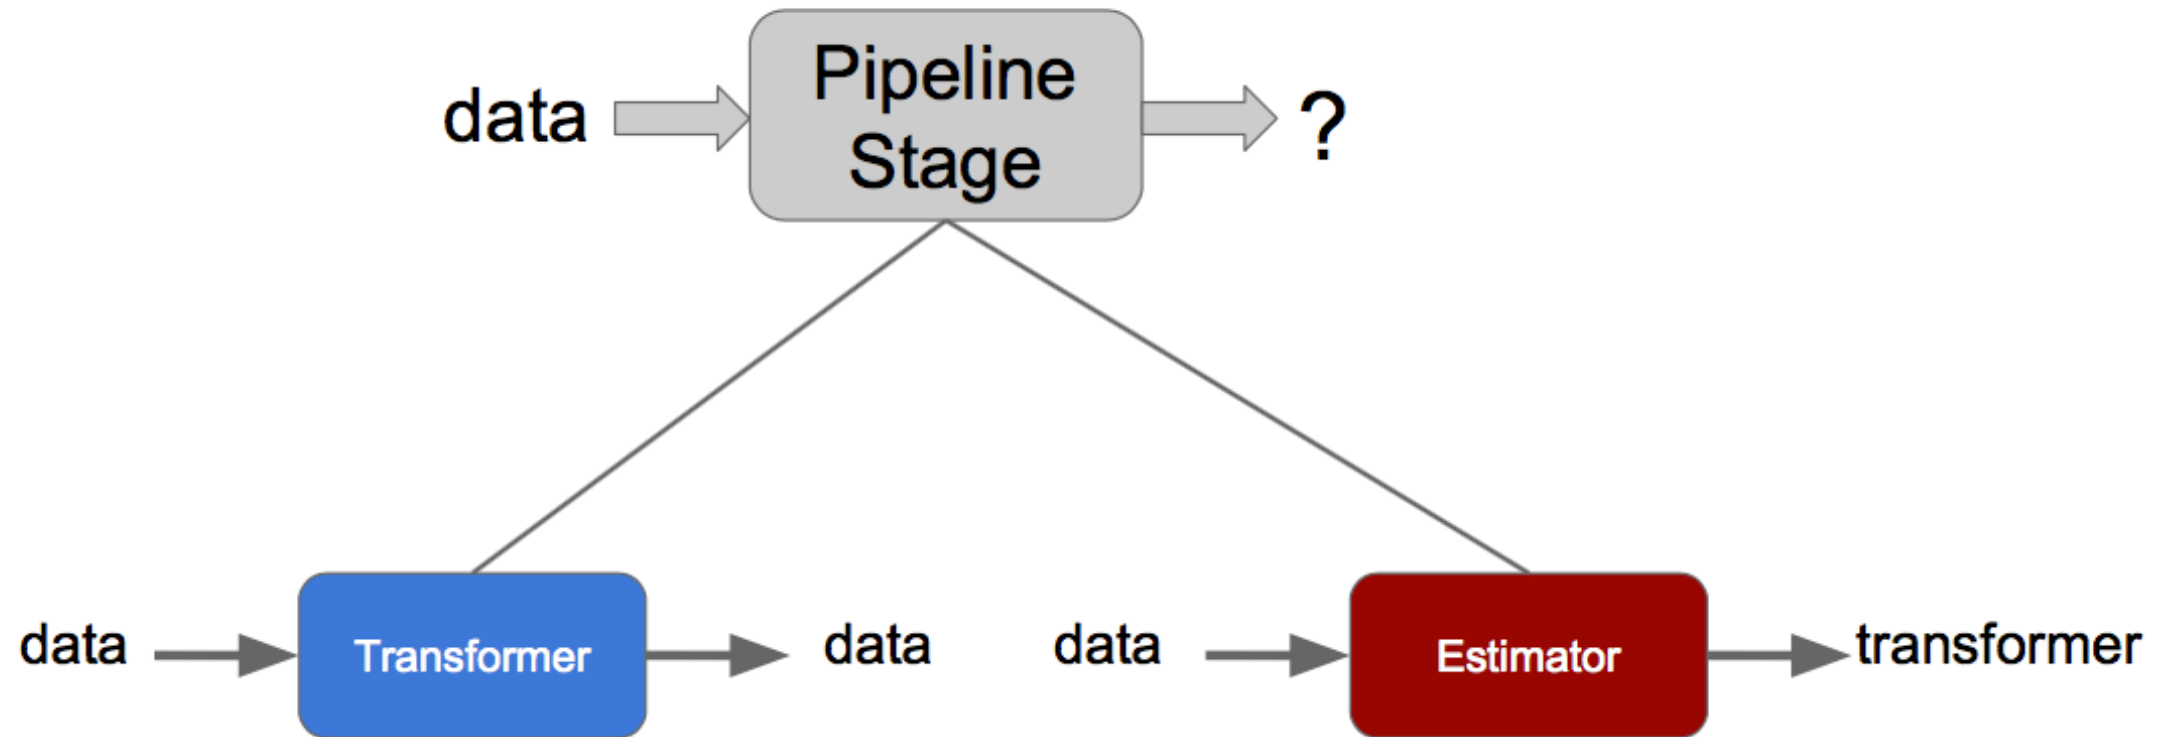 Pipeline
data
?
Stage
data
Transformer
data
data
Estimator
transformer